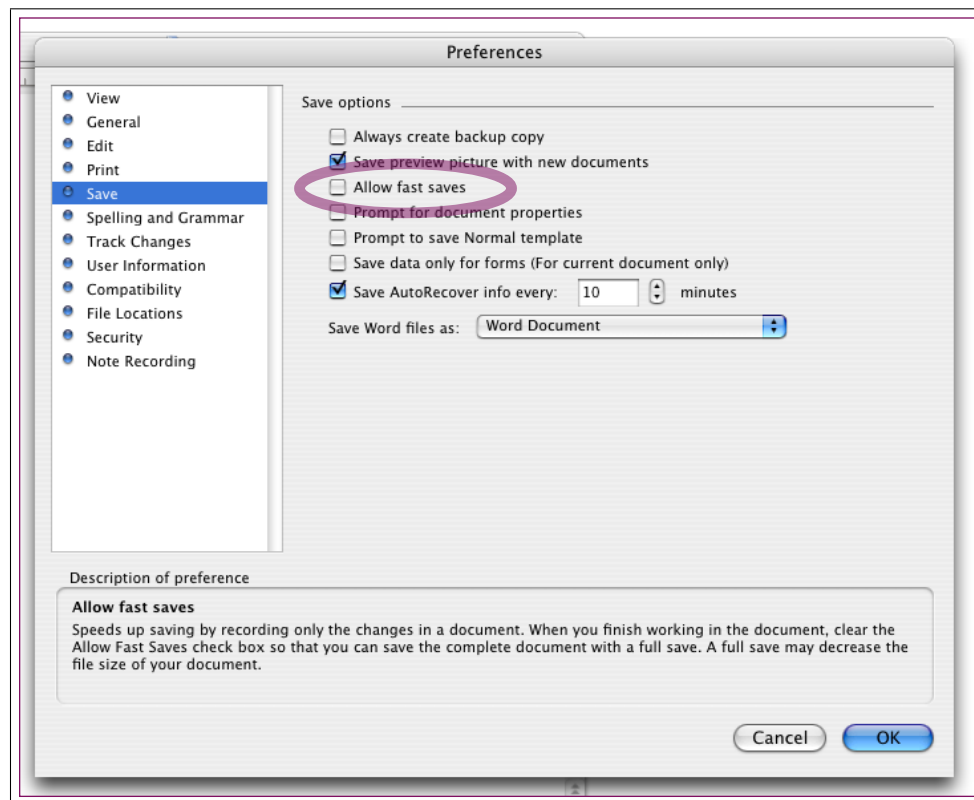 Preferences
View
General
Edit
Print
Save
Spelling and Grammar
Track Changes
User Information
Compatibility
File Locations
Security
Note Recording
Save options
Always create backup copy
Save preview picture with new documents
Allow fast saves
Prompt for document properties
Prompt to save Normal template
Save data only for forms (For current document only)
Save AutoRecover info every: 10 minutes
Save Word files as: Word Document
Description of preference
Allow fast saves
Speeds up saving by recording only the changes in a document. When you finish working in the document, clear the
Allow Fast Saves check box so that you can save the complete document with a full save. A full save may decrease the
file size of your document.
Cancel OK